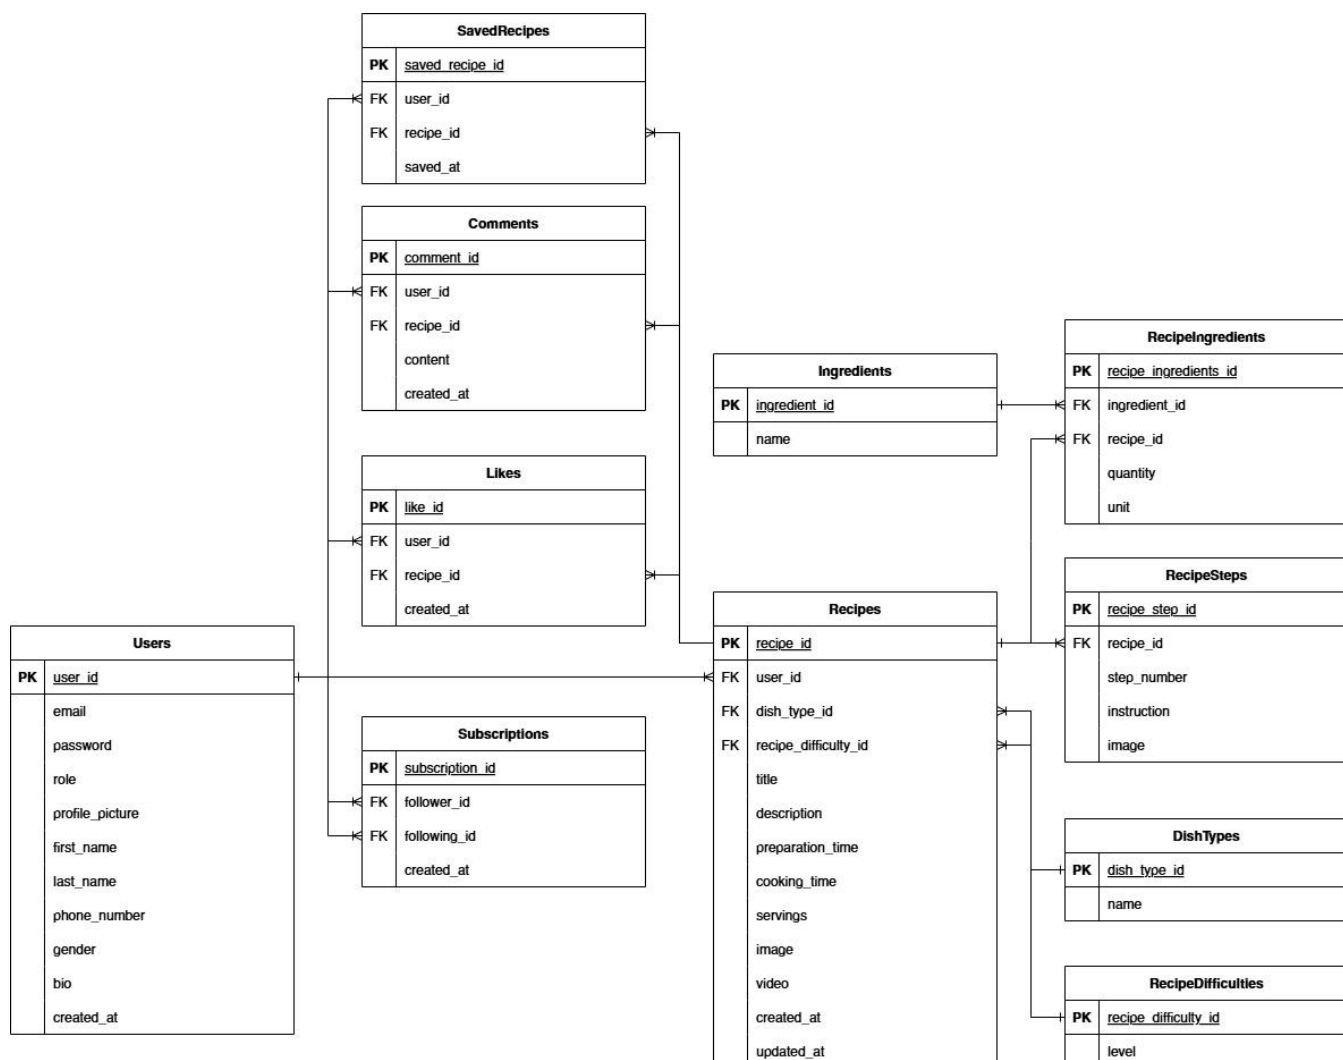 SavedRecipes
PK saved_recipe_id
FK user_id
FK recipe_id
saved_at
Comments
PK comment_id
FK user_id
FK recipe_id
content
created_at
Likes
PK like_id
FK user_id
FK recipe_id
created_at
Subscriptions
PK subscription_id
FK follower_id
FK following_id
created_at
Users
PK user_id
email
password
role
profile_picture
first_name
last_name
phone_number
gender
bio
created_at
Ingredients
PK ingredient_id
name
Recipes
PK recipe_id
FK user_id
FK dish_type_id
FK recipe_difficulty_id
title
description
preparation_time
cooking_time
servings
image
video
created_at
updated_at
RecipeIngredients
PK recipe_ingredients_id
FK ingredient_id
FK recipe_id
quantity
unit
RecipeSteps
PK recipe_step_id
FK recipe_id
step_number
instruction
image
DishTypes
PK dish_type_id
name
RecipeDifficulties
PK recipe_difficulty_id
level